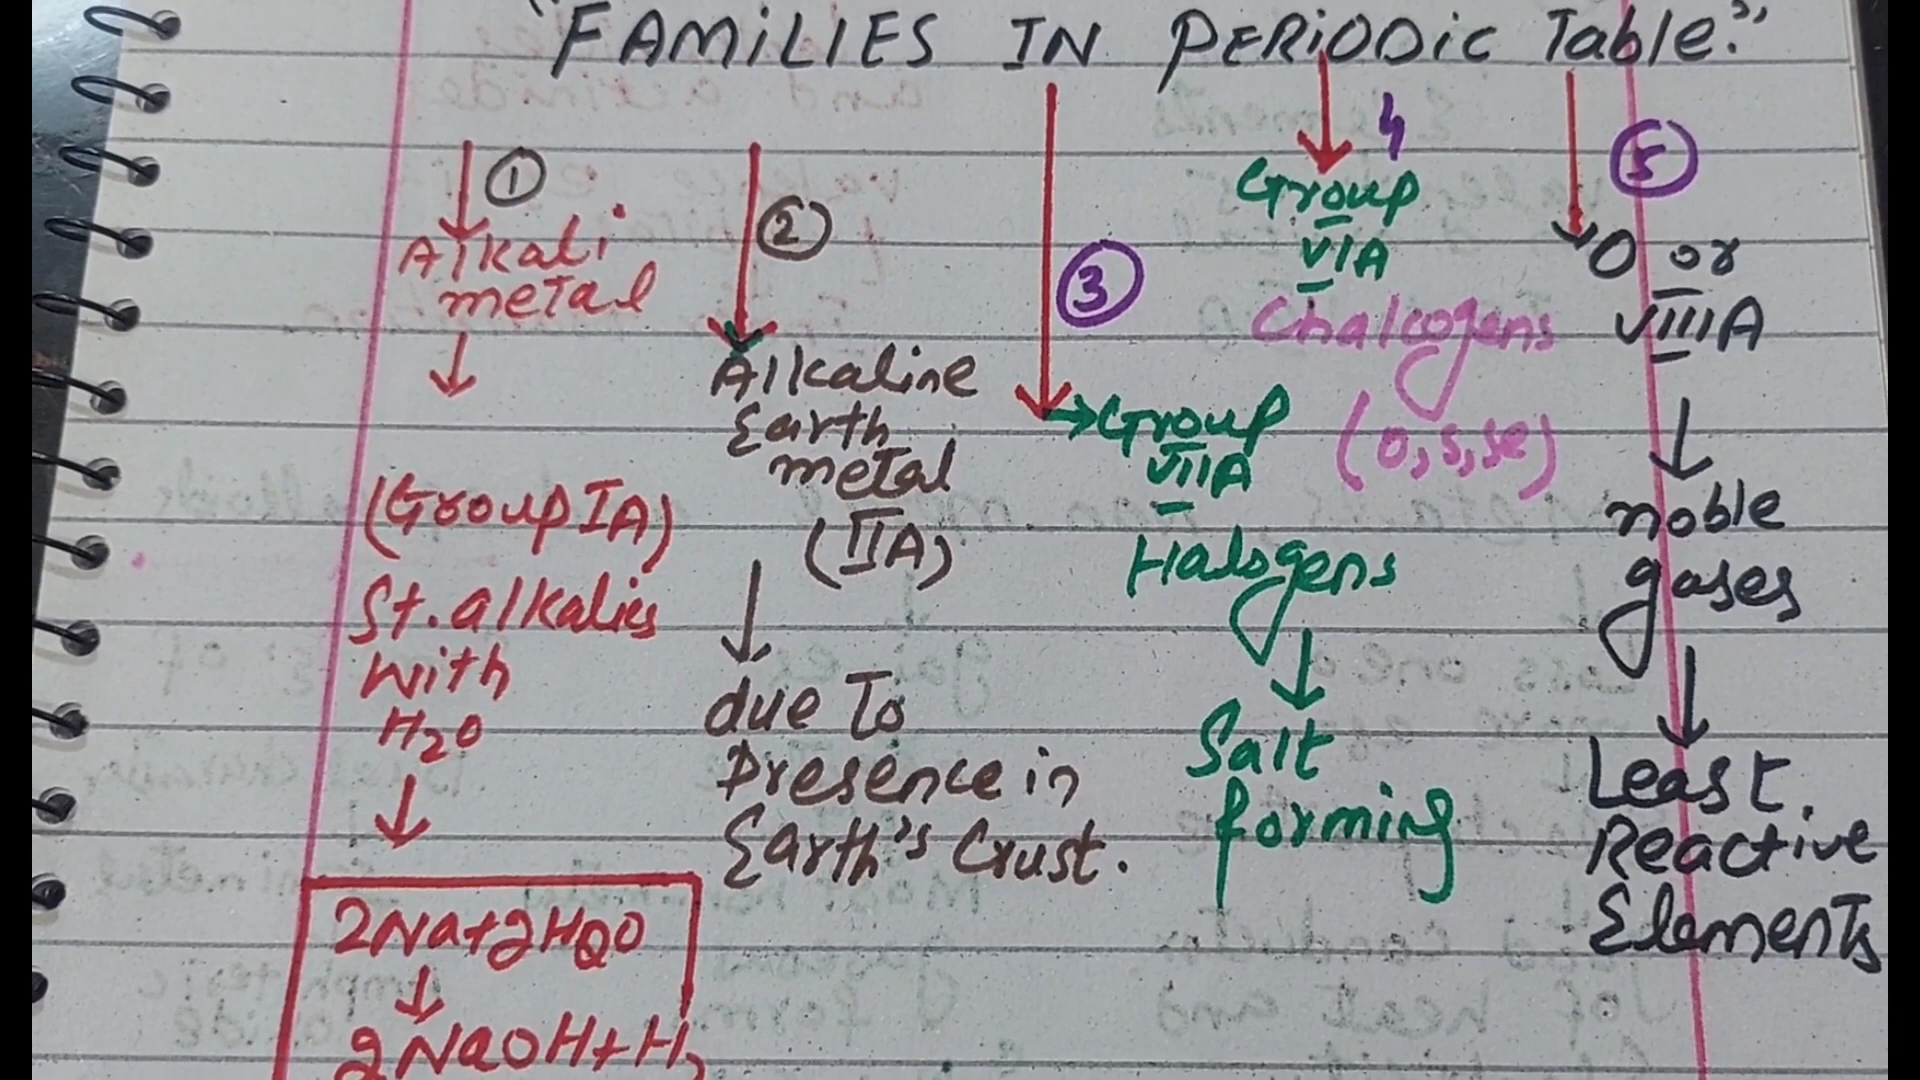 "FAMILIES IN PERIODIC Table."
①
Alkali
metal
(Group IA)
St. alkalies
with
H2O
2Na+2H2O
2NaOH+H2
②
Alkaline
Earth
metal
(IIA)
due To
Presence in
Earth's Crust.
③
Group
VIIA
Halogens
Salt
forming
4
Group
VIA
Chalcogens
(O,S,Se)
⑤
O or
VIIIA
noble
gases
Least.
Reactive
Elements